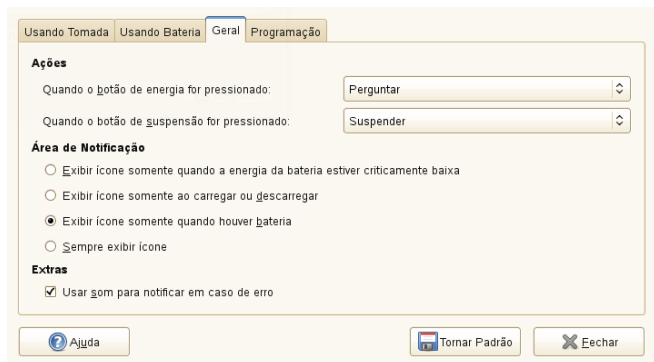 Usando Tomada Usando Bateria Geral Programação
Ações
Quando o botão de energia for pressionado: Perguntar
Quando o botão de suspensão for pressionado: Suspender
Área de Notificação
Exibir ícone somente quando a energia da bateria estiver criticamente baixa
Exibir ícone somente ao carregar ou descarregar
Exibir ícone somente quando houver bateria
Sempre exibir ícone
Extras
Usar som para notificar em caso de erro
Ajuda Tornar Padrão Fechar